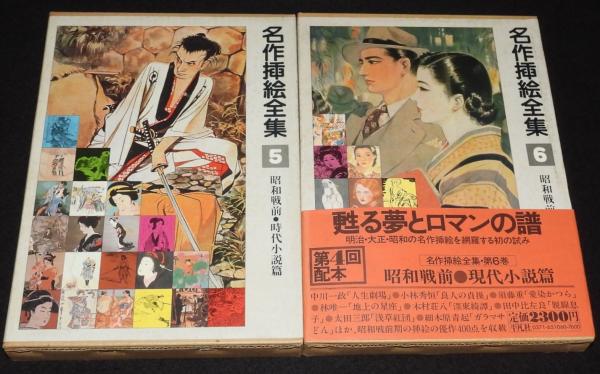 名作挿絵全集
5
昭和戦前●時代小説篇
名作挿絵全集
6
昭和戦前
甦る夢とロマンの譜
明治・大正・昭和の名作挿絵を網羅する初の試み
第4回
配本
名作挿絵全集・第6巻
昭和戦前●現代小説篇
中川一政「人生劇場」●小林秀恒「良人の貞操」●須藤重「愛染かつら」
●林唯一「地上の星座」●木村荘八「濹東綺譚」●田中比左良「脱線息
子」●太田三郎「浅草紅団」●細木原青起「ガラマサ
どん」ほか、昭和戦前期の挿絵の優作400点を収載
定価2300円
平凡社